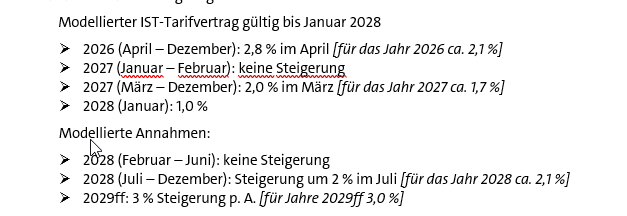 Modellierter IST-Tarifvertrag gültig bis Januar 2028
➢ 2026 (April – Dezember): 2,8 % im April [für das Jahr 2026 ca. 2,1 %]
➢ 2027 (Januar – Februar): keine Steigerung
➢ 2027 (März – Dezember): 2,0 % im März [für das Jahr 2027 ca. 1,7 %]
➢ 2028 (Januar): 1,0 %
Modellierte Annahmen:
➢ 2028 (Februar – Juni): keine Steigerung
➢ 2028 (Juli – Dezember): Steigerung um 2 % im Juli [für das Jahr 2028 ca. 2,1 %]
➢ 2029ff: 3 % Steigerung p. A. [für Jahre 2029ff 3,0 %]